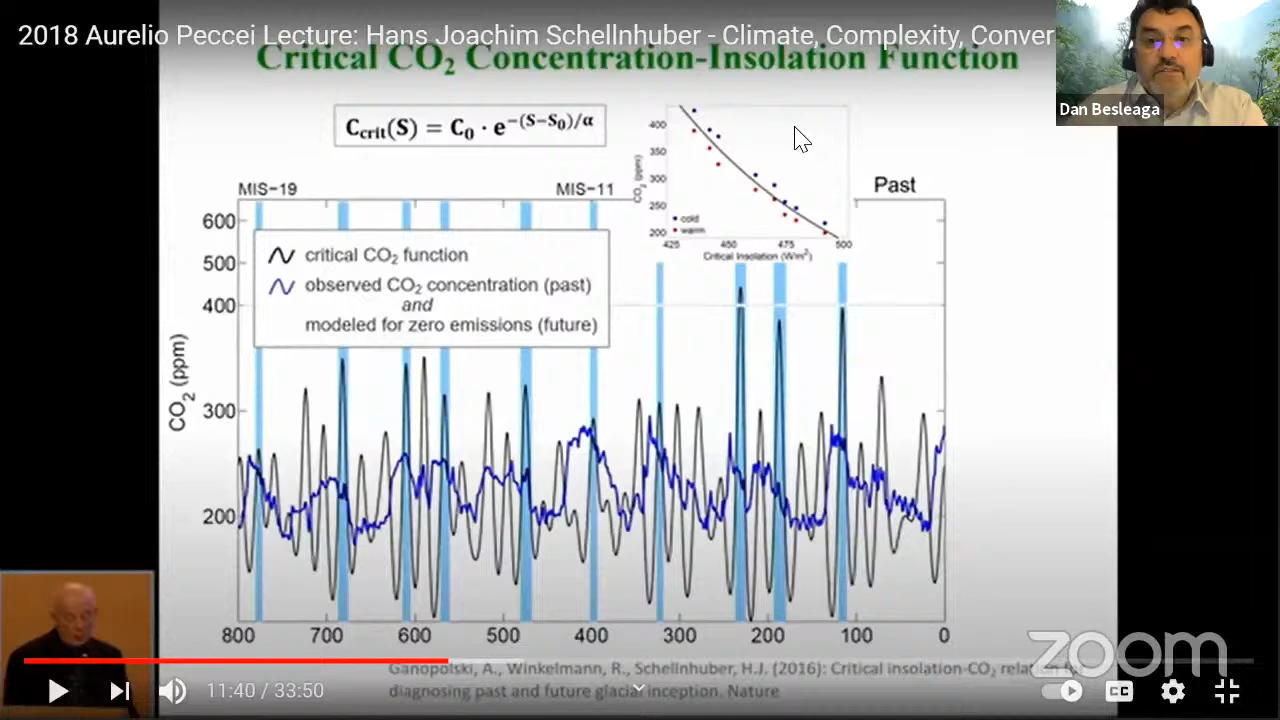 2018 Aurelio Peccei Lecture: Hans Joachim Schellnhuber - Climate, Complexity, Conver
Critical CO₂ Concentration-Insolation Function
Dan Besleaga
C_crit(S) = C₀ · e^−(S−S₀)/α
400
350
300
250
200
CO₂ (ppm)
cold
warm
425 450 475 500
Critical Insolation (W/m²)
MIS−19
MIS−11
Past
600
500
400
300
200
CO₂ (ppm)
critical CO₂ function
observed CO₂ concentration (past)
and
modeled for zero emissions (future)
800 700 600 500 400 300 200 100 0
zoom
Ganopolski, A., Winkelmann, R., Schellnhuber, H.J. (2016): Critical insolation-CO₂ relation for
diagnosing past and future glacial inception. Nature
11:40 / 33:50
CC